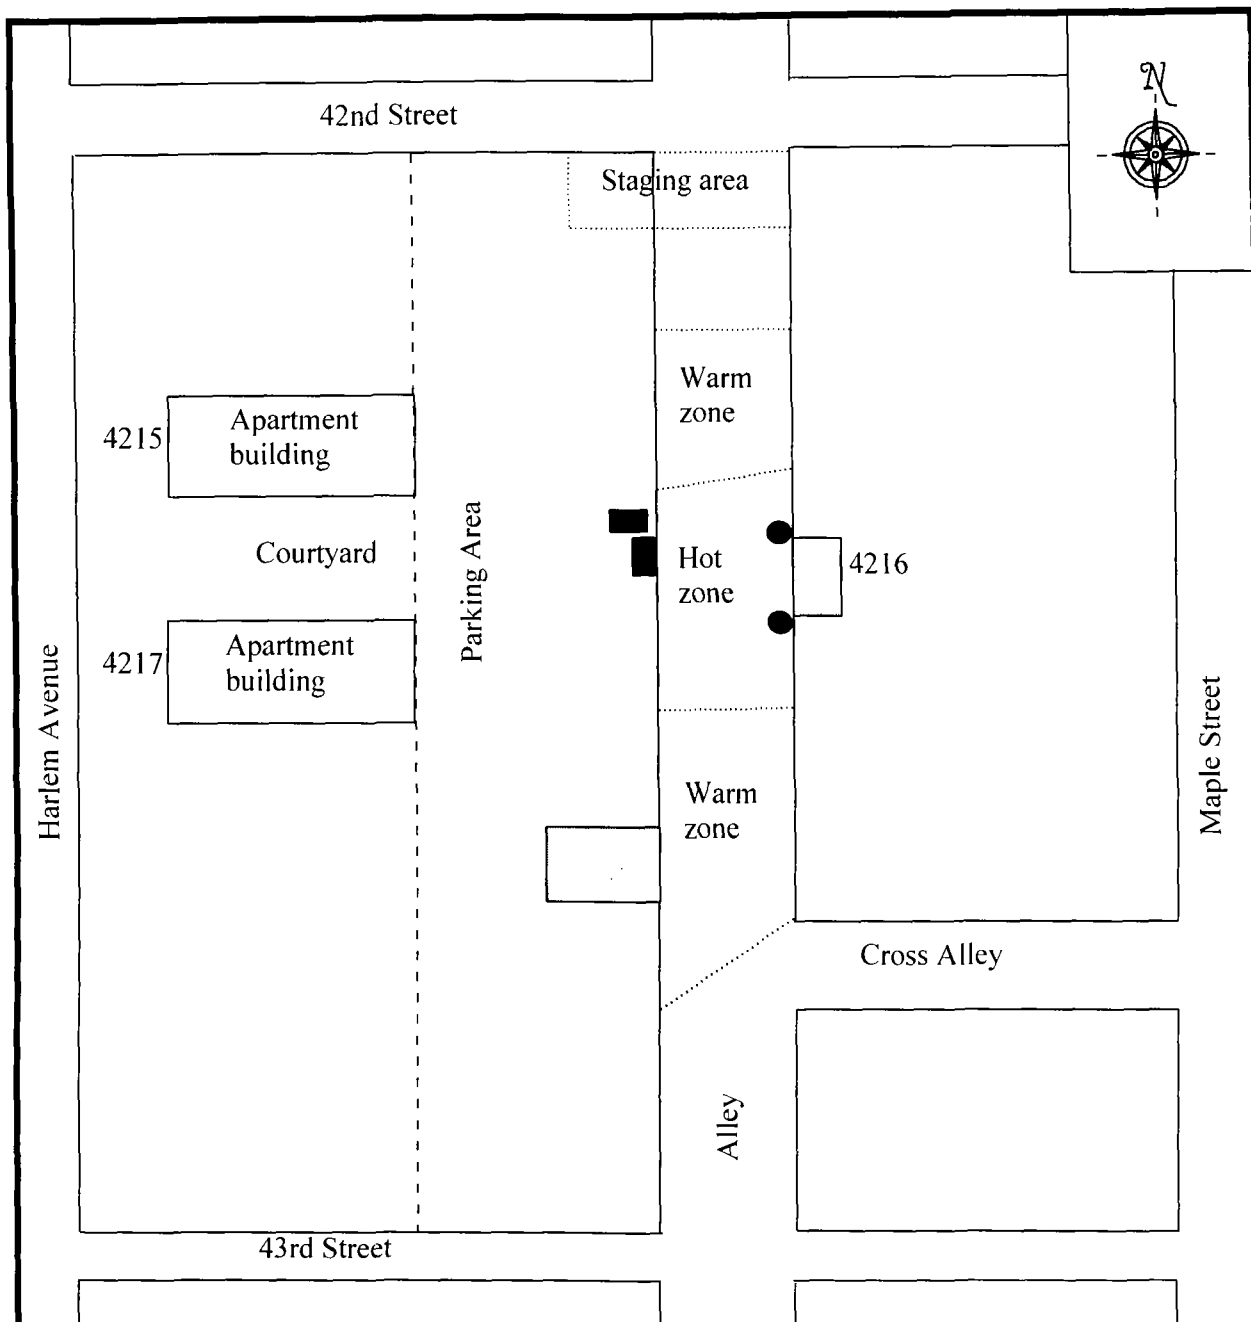 N
42nd Street
Staging area
Warm
zone
4215
Apartment
building
Courtyard
Parking Area
Hot
zone
4216
4217
Apartment
building
Harlem Avenue
Maple Street
Warm
zone
Cross Alley
Alley
43rd Street